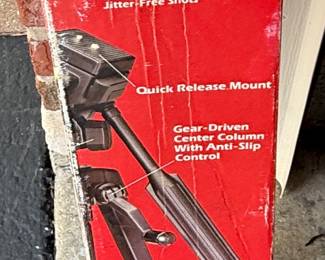 Jitter-Free Shots
Quick Release Mount
Gear-Driven
Center Column
With Anti-Slip
Control